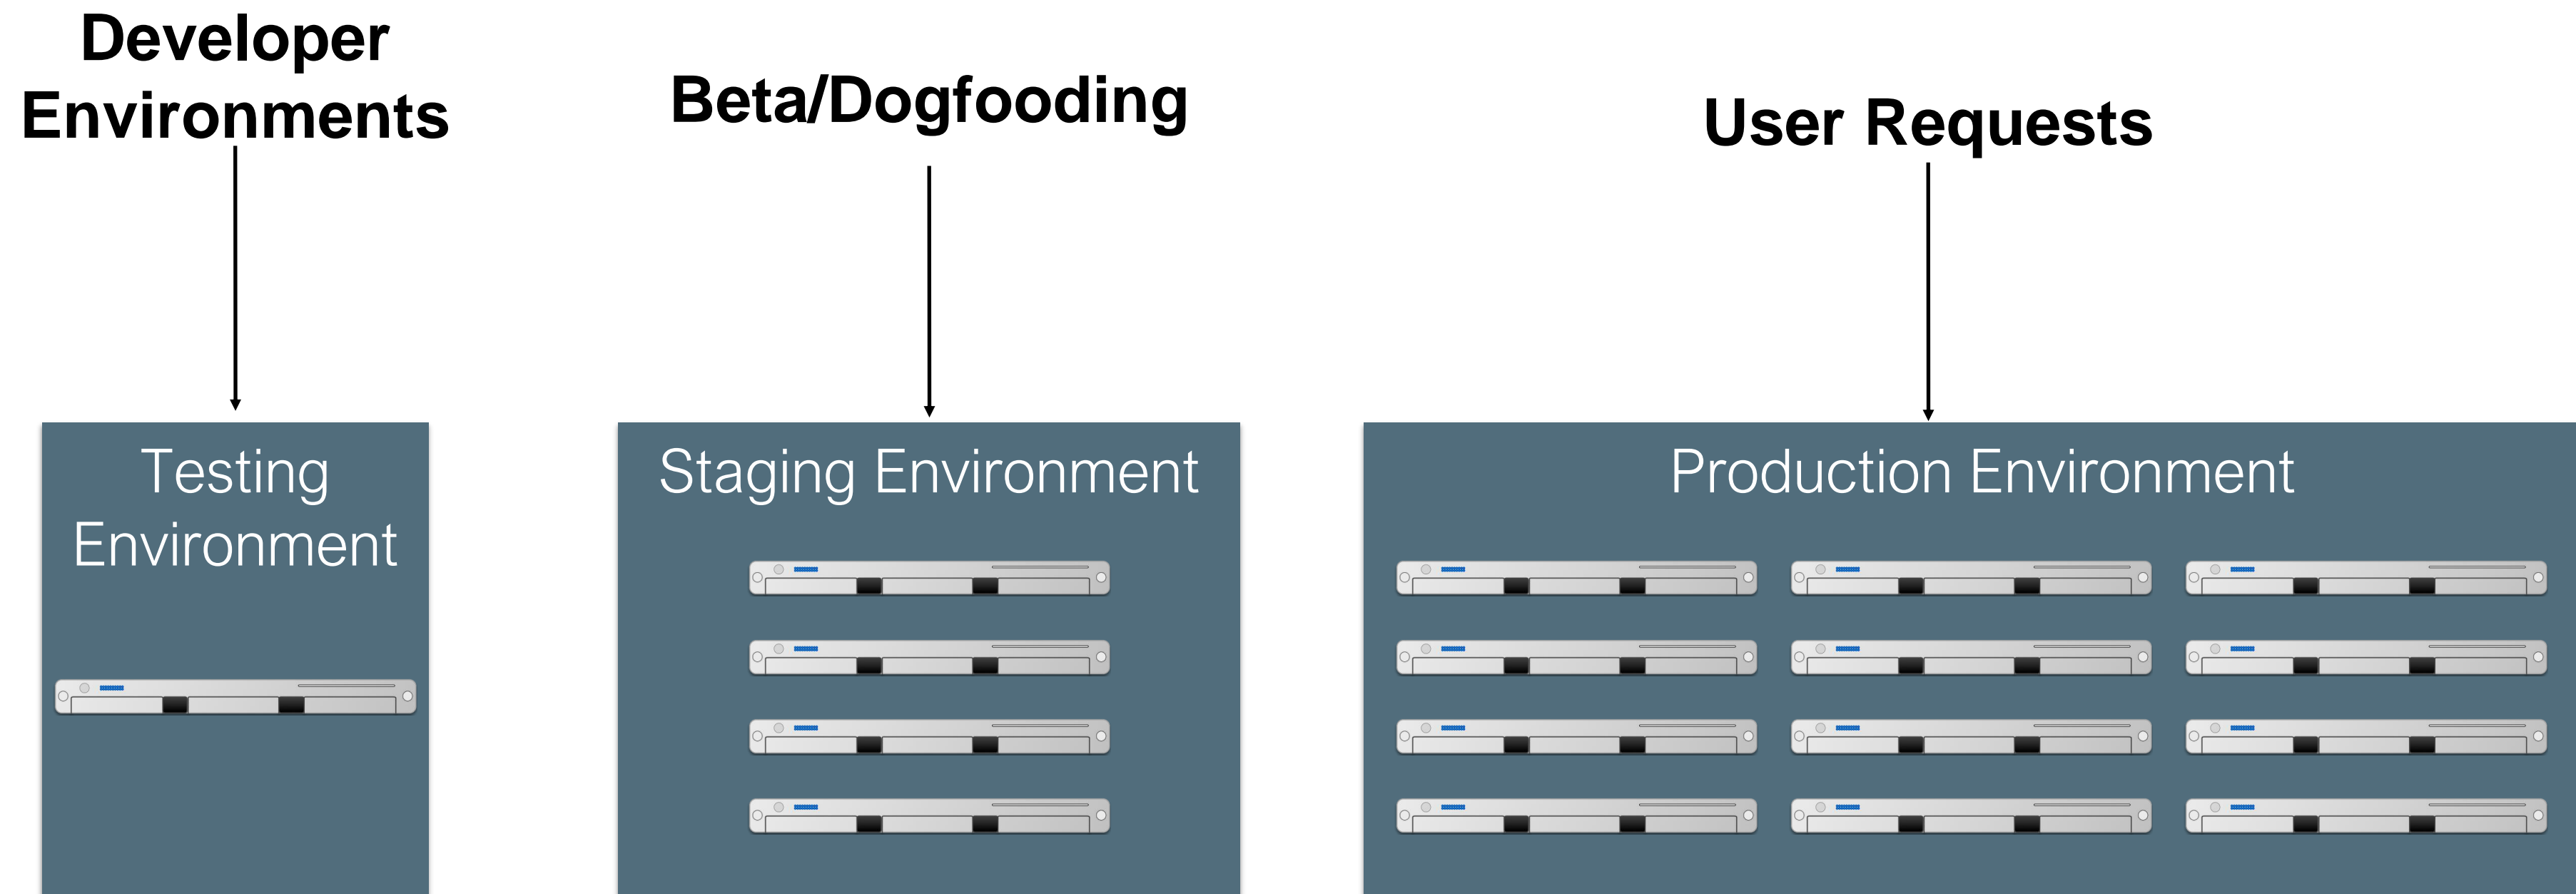 Developer
Environments
Beta/Dogfooding
User Requests
Testing
Environment
Staging Environment
Production Environment